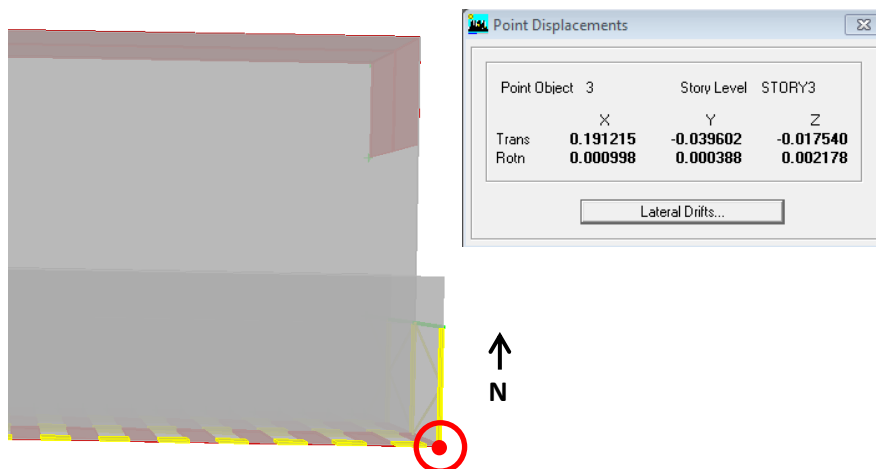 Point Displacements
Point Object 3 Story Level STORY3
X Y Z
Trans 0.191215 -0.039602 -0.017540
Rotn 0.000998 0.000388 0.002178
Lateral Drifts...
N